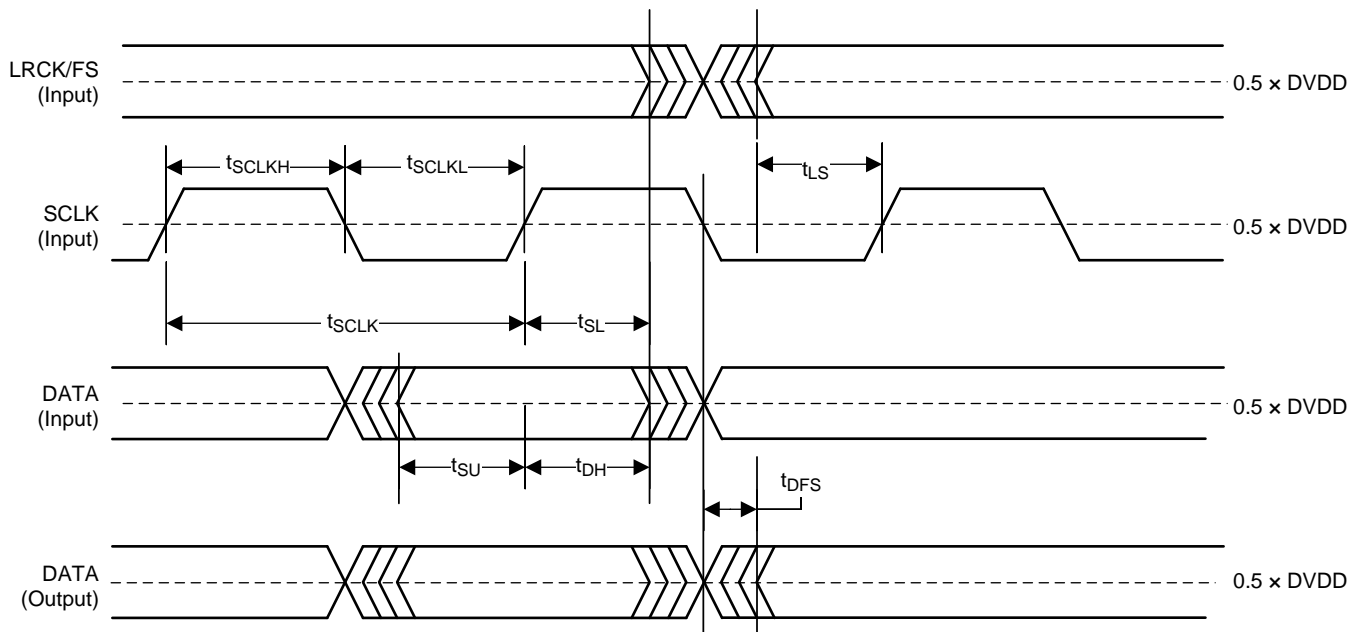 LRCK/FS
(Input)
0.5 × DVDD
tSCLKH
tSCLKL
tLS
SCLK
(Input)
0.5 × DVDD
tSCLK
tSL
DATA
(Input)
0.5 × DVDD
tSU
tDH
tDFS
DATA
(Output)
0.5 × DVDD